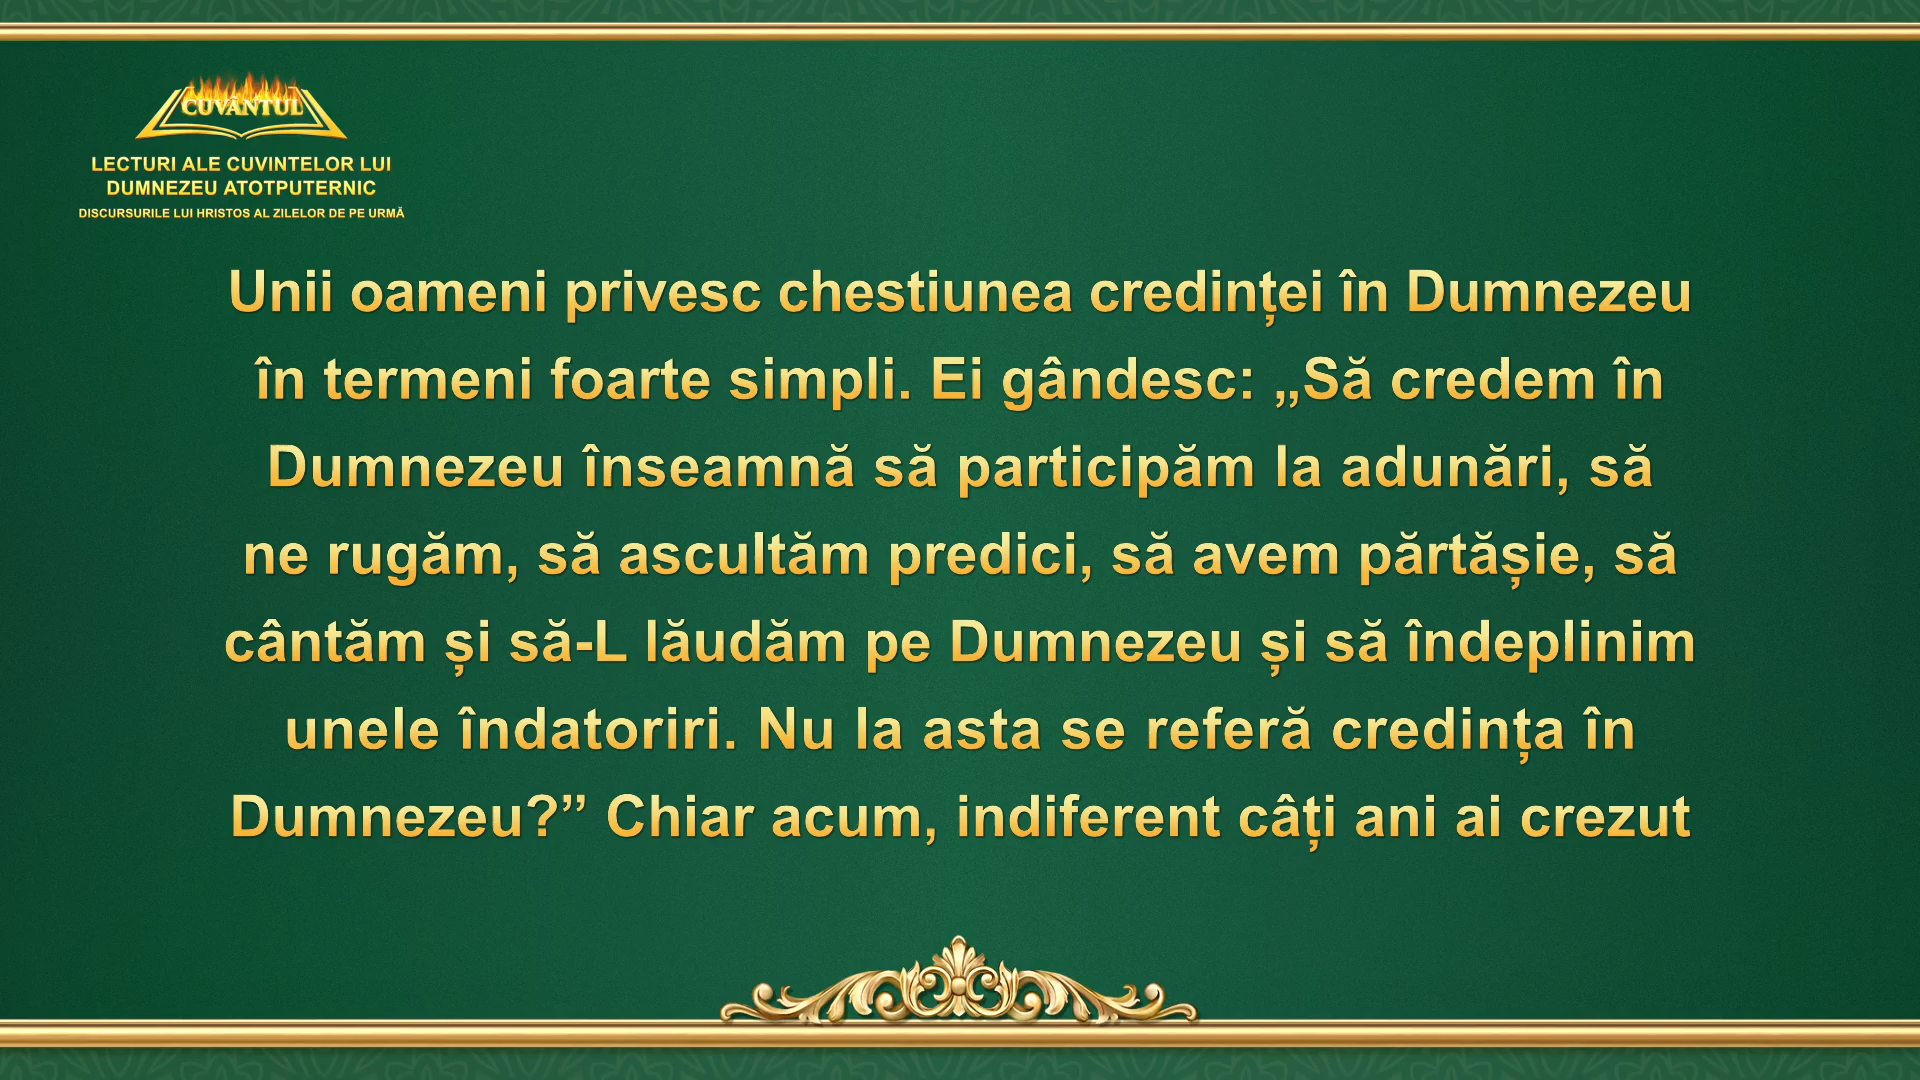 CUVÂNTUL
LECTURI ALE CUVINTELOR LUI
DUMNEZEU ATOTPUTERNIC
DISCURSURILE LUI HRISTOS AL ZILELOR DE PE URMĂ
Unii oameni privesc chestiunea credinței în Dumnezeu
în termeni foarte simpli. Ei gândesc: „Să credem în
Dumnezeu înseamnă să participăm la adunări, să
ne rugăm, să ascultăm predici, să avem părtășie, să
cântăm și să-L lăudăm pe Dumnezeu și să îndeplinim
unele îndatoriri. Nu la asta se referă credința în
Dumnezeu?” Chiar acum, indiferent câți ani ai crezut